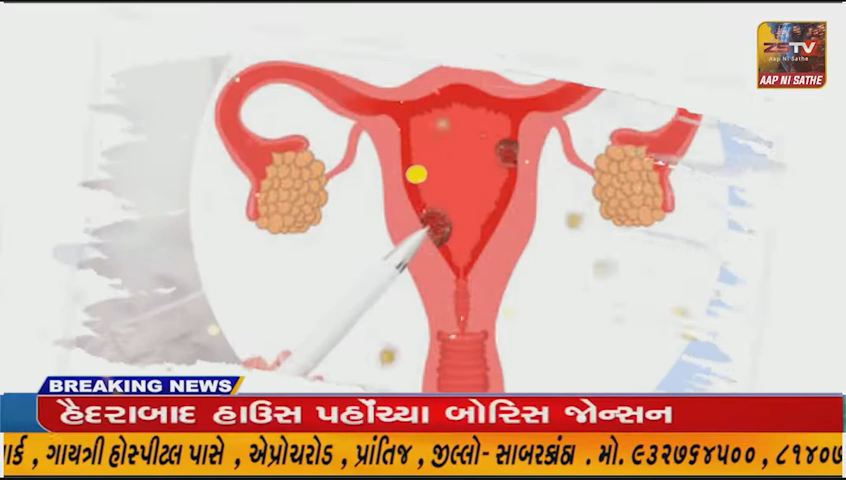 ZSTV
Aap Ni Sathe
AAP NI SATHE
BREAKING NEWS
હૈદરાબાદ હાઉસ પહોંચ્યા બોરિસ જોન્સન
ાર્ક , ગાયત્રી હોસ્પીટલ પાસે , એપ્રોચરોડ , પ્રાંતિજ , જીલ્લો- સાબરકાંઠા . મો. ૯૩૨૭૬૪૫૦૦ , ૮૧૪૦૭